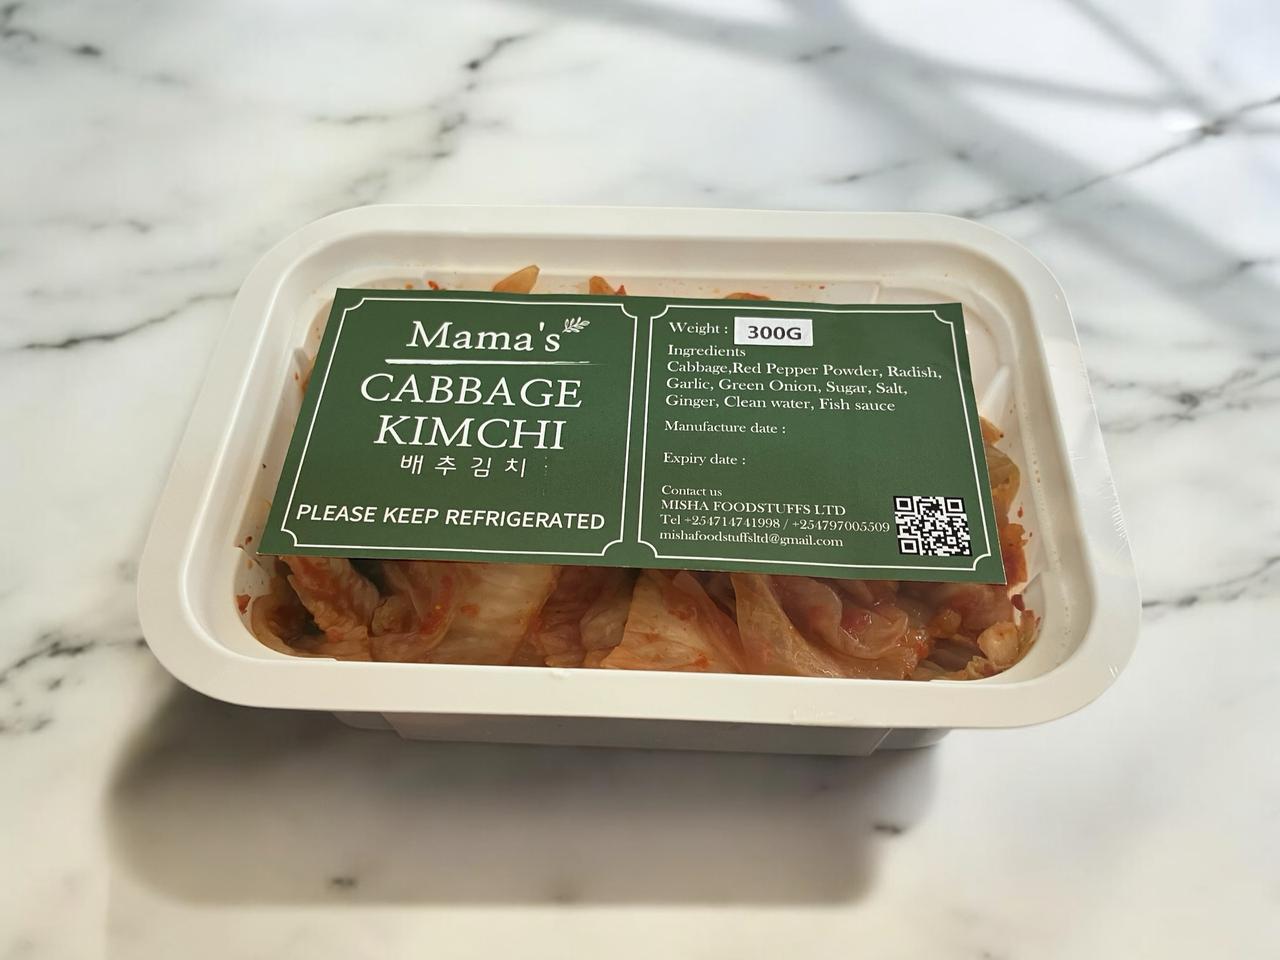 Mama's
CABBAGE
KIMCHI
배추김치
PLEASE KEEP REFRIGERATED
Weight : 300G
Ingredients
Cabbage,Red Pepper Powder, Radish,
Garlic, Green Onion, Sugar, Salt,
Ginger, Clean water, Fish sauce
Manufacture date :
Expiry date :
Contact us
MISHA FOODSTUFFS LTD
Tel +254714741998 / +254797005509
mishafoodstuffsltd@gmail.com